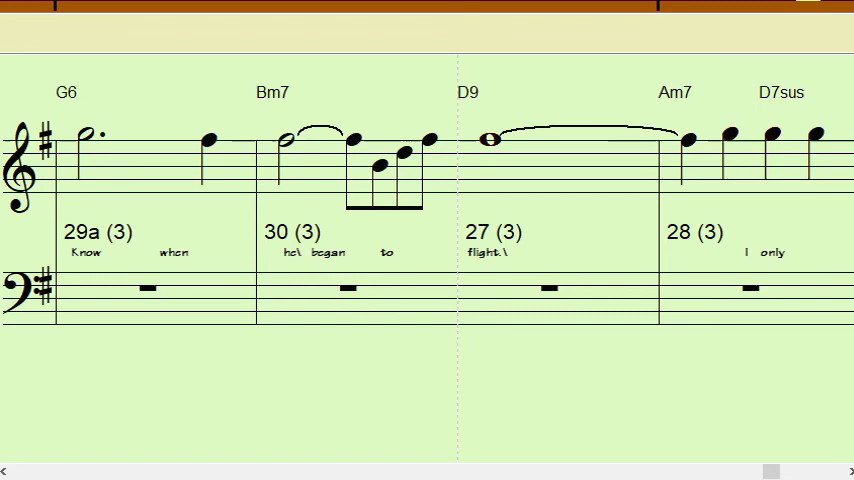 G6 Bm7 D9 Am7 D7sus
29a (3) 30 (3) 27 (3) 28 (3)
Know when he\ began to flight.\ I only